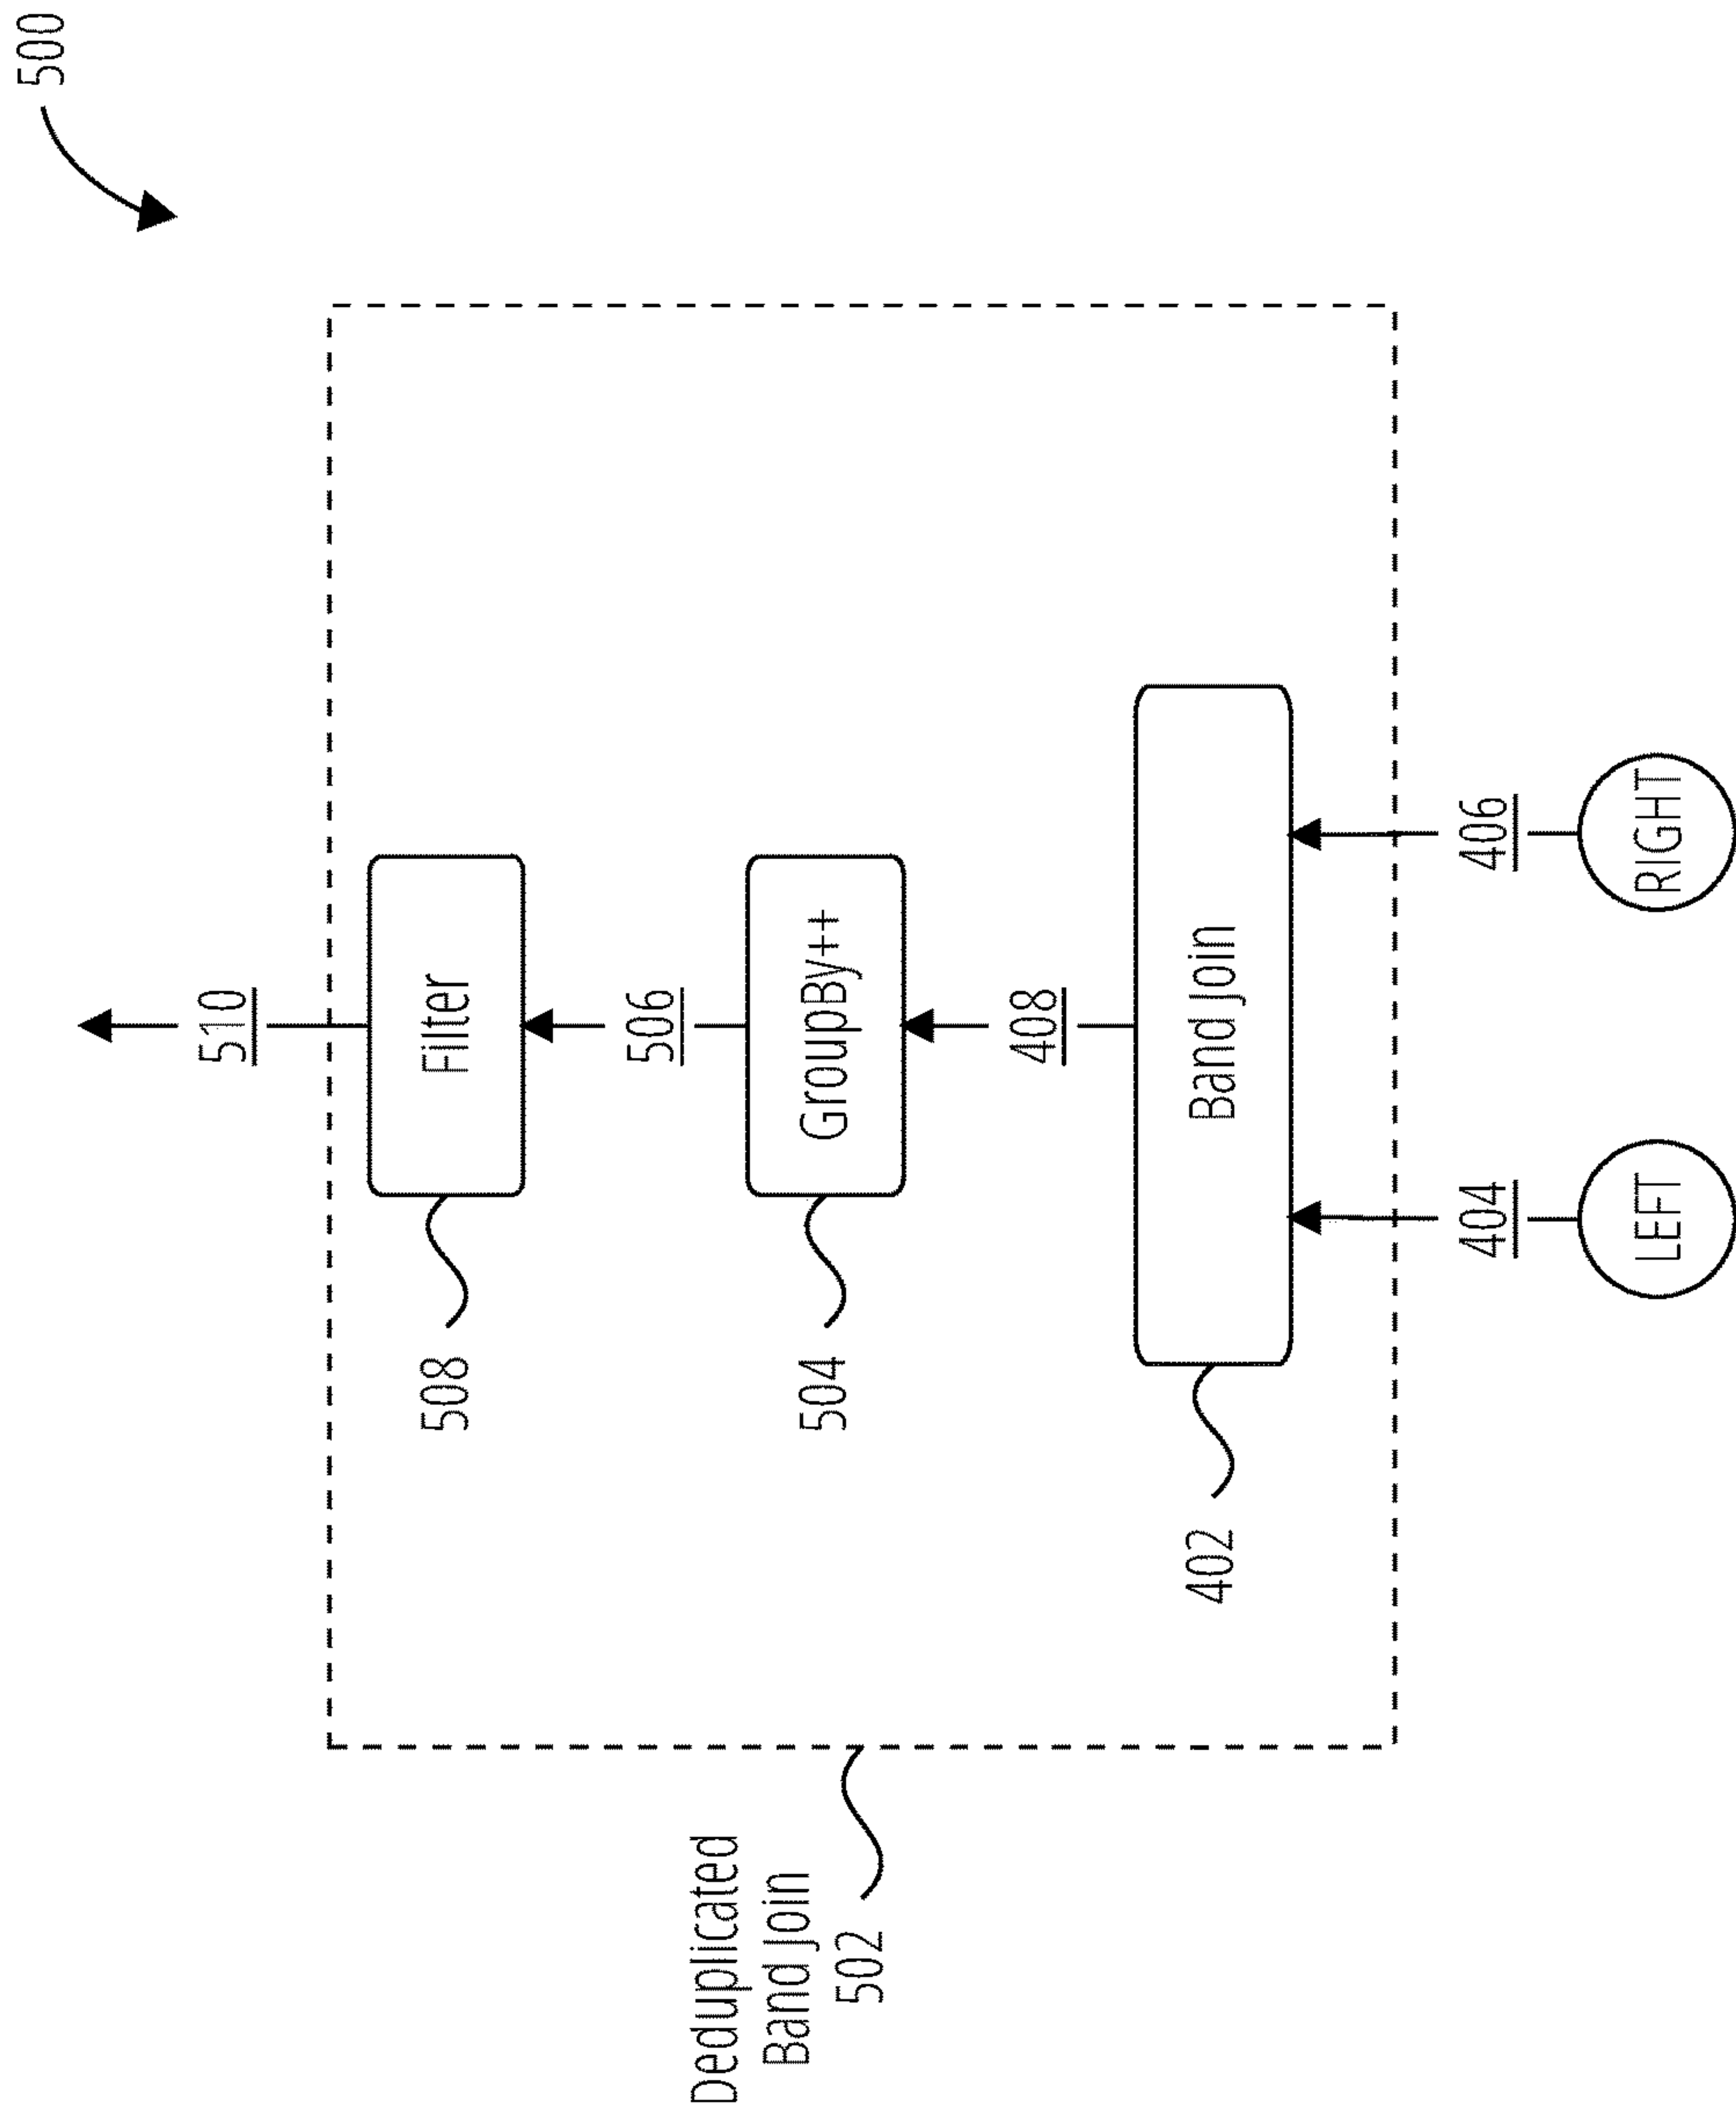 500
510
Filter
508
506
GroupBy++
504
408
Band Join
402
Deduplicated
Band Join
502
404
406
LEFT
RIGHT